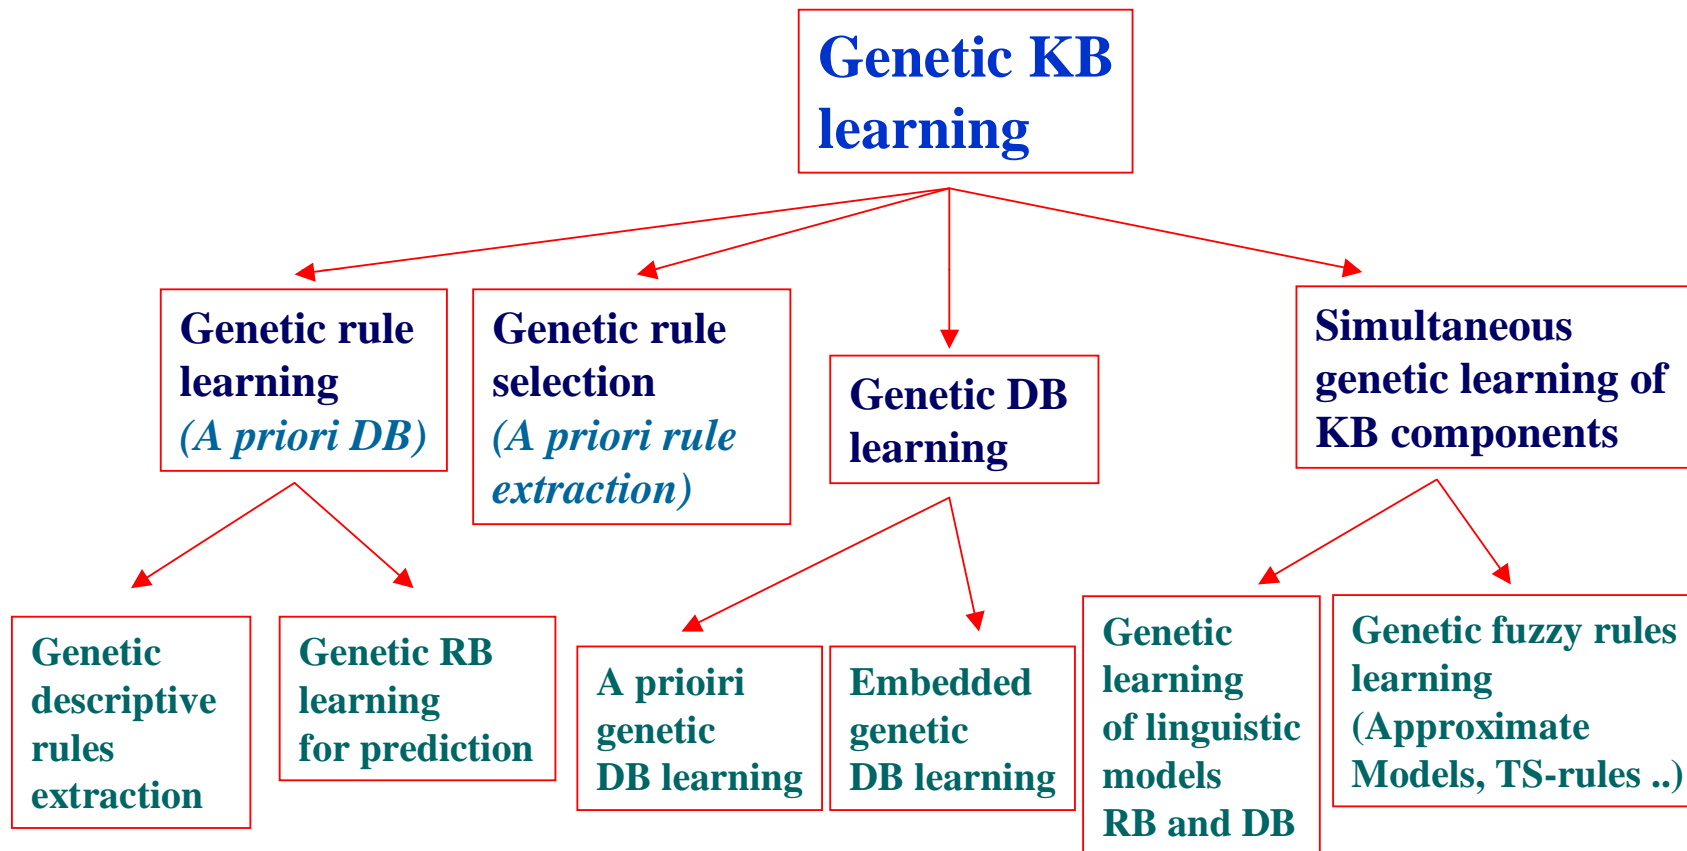 Genetic KB
learning
Genetic rule
learning
(A priori DB)
Genetic rule
selection
(A priori rule
extraction)
Genetic DB
learning
Simultaneous
genetic learning of
KB components
Genetic
descriptive
rules
extraction
Genetic RB
learning
for prediction
A prioiri
genetic
DB learning
Embedded
genetic
DB learning
Genetic
learning
of linguistic
models
RB and DB
Genetic fuzzy rules
learning
(Approximate
Models, TS-rules ..)